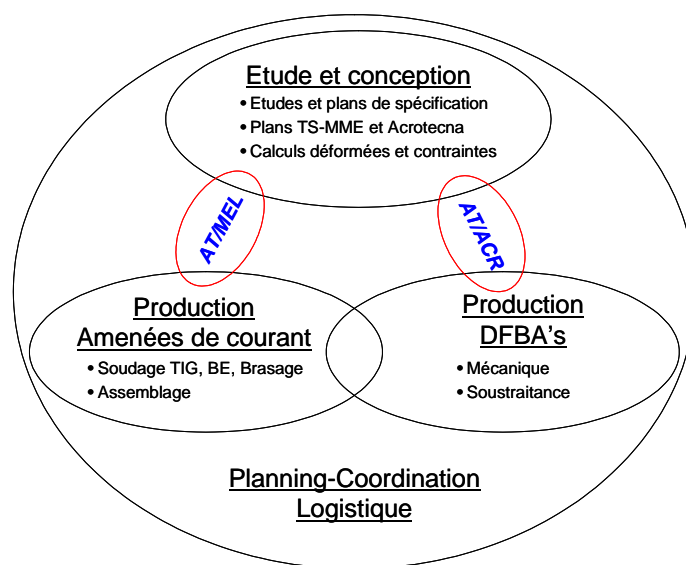 Etude et conception
• Etudes et plans de spécification
• Plans TS-MME et Acrotecna
• Calculs déformées et contraintes
AT/MEL
AT/ACR
Production
Amenées de courant
• Soudage TIG, BE, Brasage
• Assemblage
Production
DFBA's
• Mécanique
• Soustraitance
Planning-Coordination
Logistique